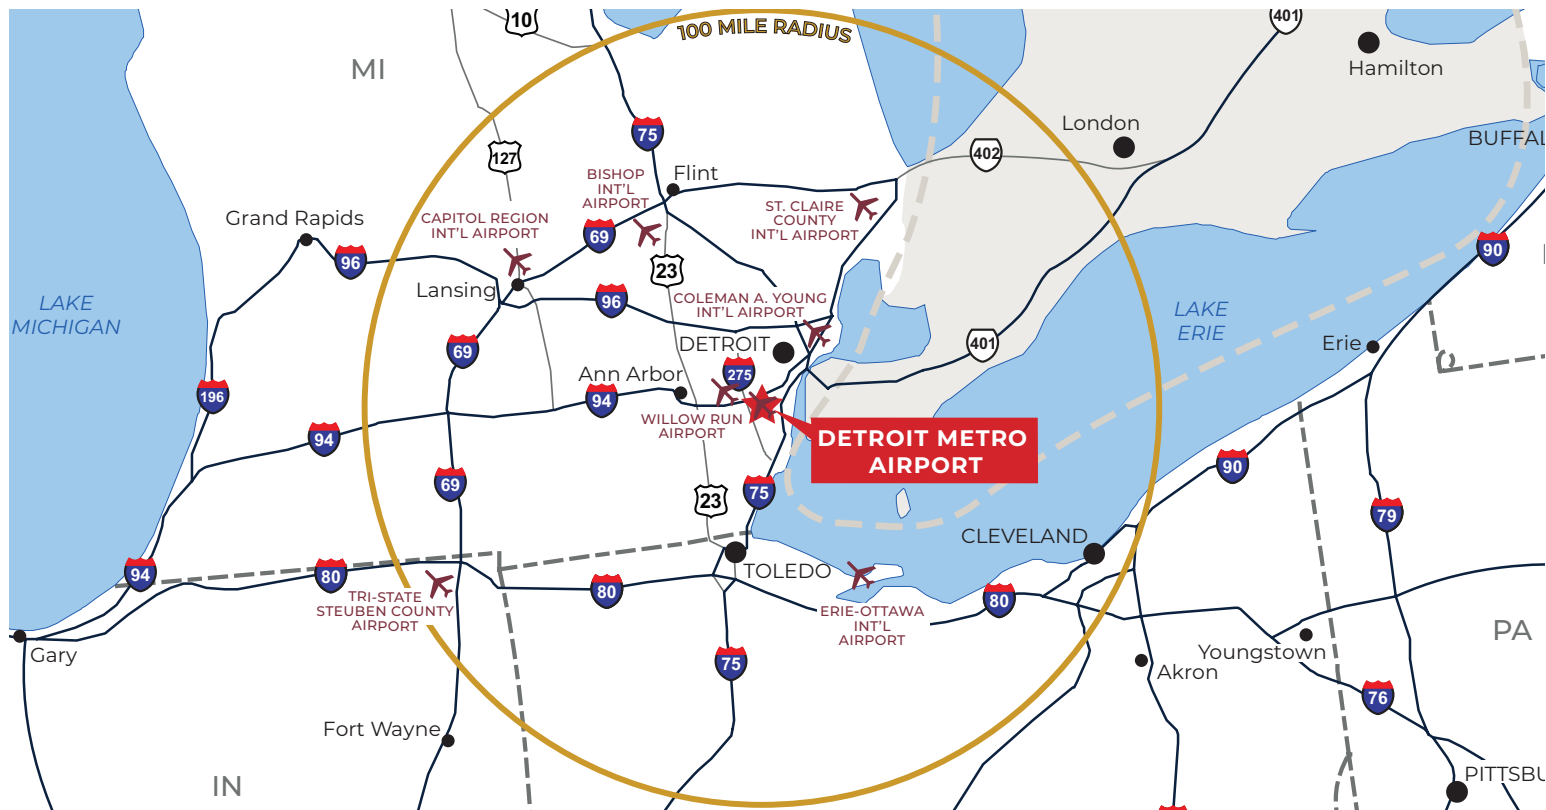 10
100 MILE RADIUS
401
Hamilton
MI
75
London
BUFFAL
127
402
BISHOP
INT'L
AIRPORT
Flint
Grand Rapids
CAPITOL REGION
INT'L AIRPORT
69
ST. CLAIRE
COUNTY
INT'L AIRPORT
90
96
23
Lansing
96
COLEMAN A. YOUNG
INT'L AIRPORT
LAKE
MICHIGAN
LAKE
ERIE
69
DETROIT
401
Erie
Ann Arbor
275
196
94
94
WILLOW RUN
AIRPORT
DETROIT METRO
AIRPORT
69
23
75
90
79
CLEVELAND
94
80
TOLEDO
80
80
TRI-STATE
STEUBEN COUNTY
AIRPORT
ERIE-OTTAWA
INT'L
AIRPORT
PA
Gary
75
Youngstown
Akron
76
Fort Wayne
IN
PITTSBU